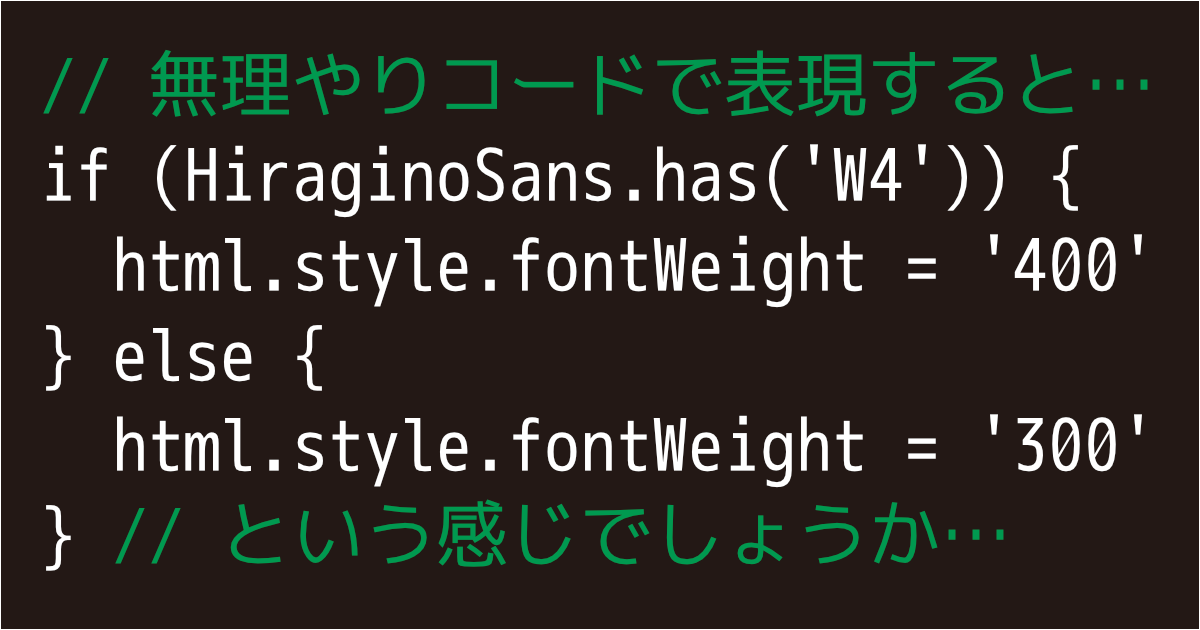 // 無理やりコードで表現すると…
if (HiraginoSans.has('W4')) {
  html.style.fontWeight = '400'
} else {
  html.style.fontWeight = '300'
} // という感じでしょうか…